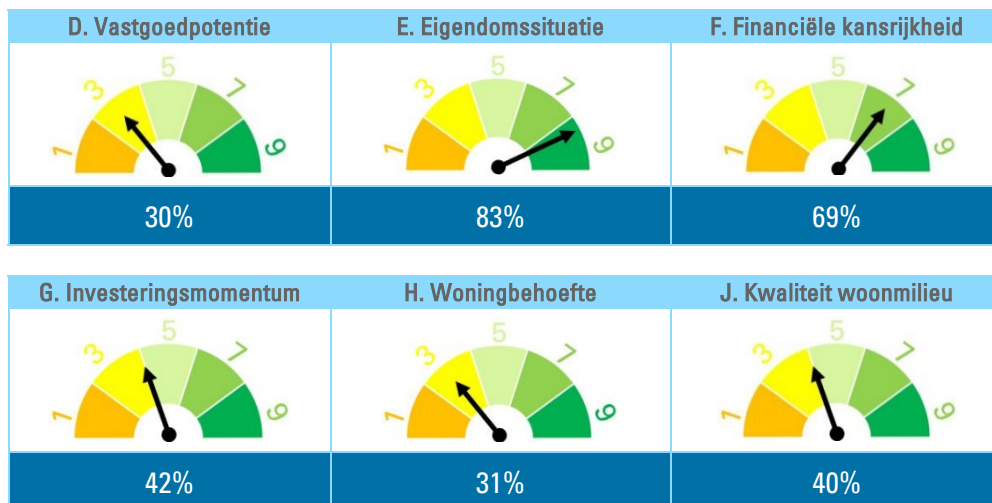 D. Vastgoedpotentie E. Eigendomssituatie F. Financiële kansrijkheid
1 3 5 7 9 1 3 5 7 9 1 3 5 7 9
30% 83% 69%
G. Investeringsmomentum H. Woningbehoefte J. Kwaliteit woonmilieu
1 3 5 7 9 1 3 5 7 9 1 3 5 7 9
42% 31% 40%